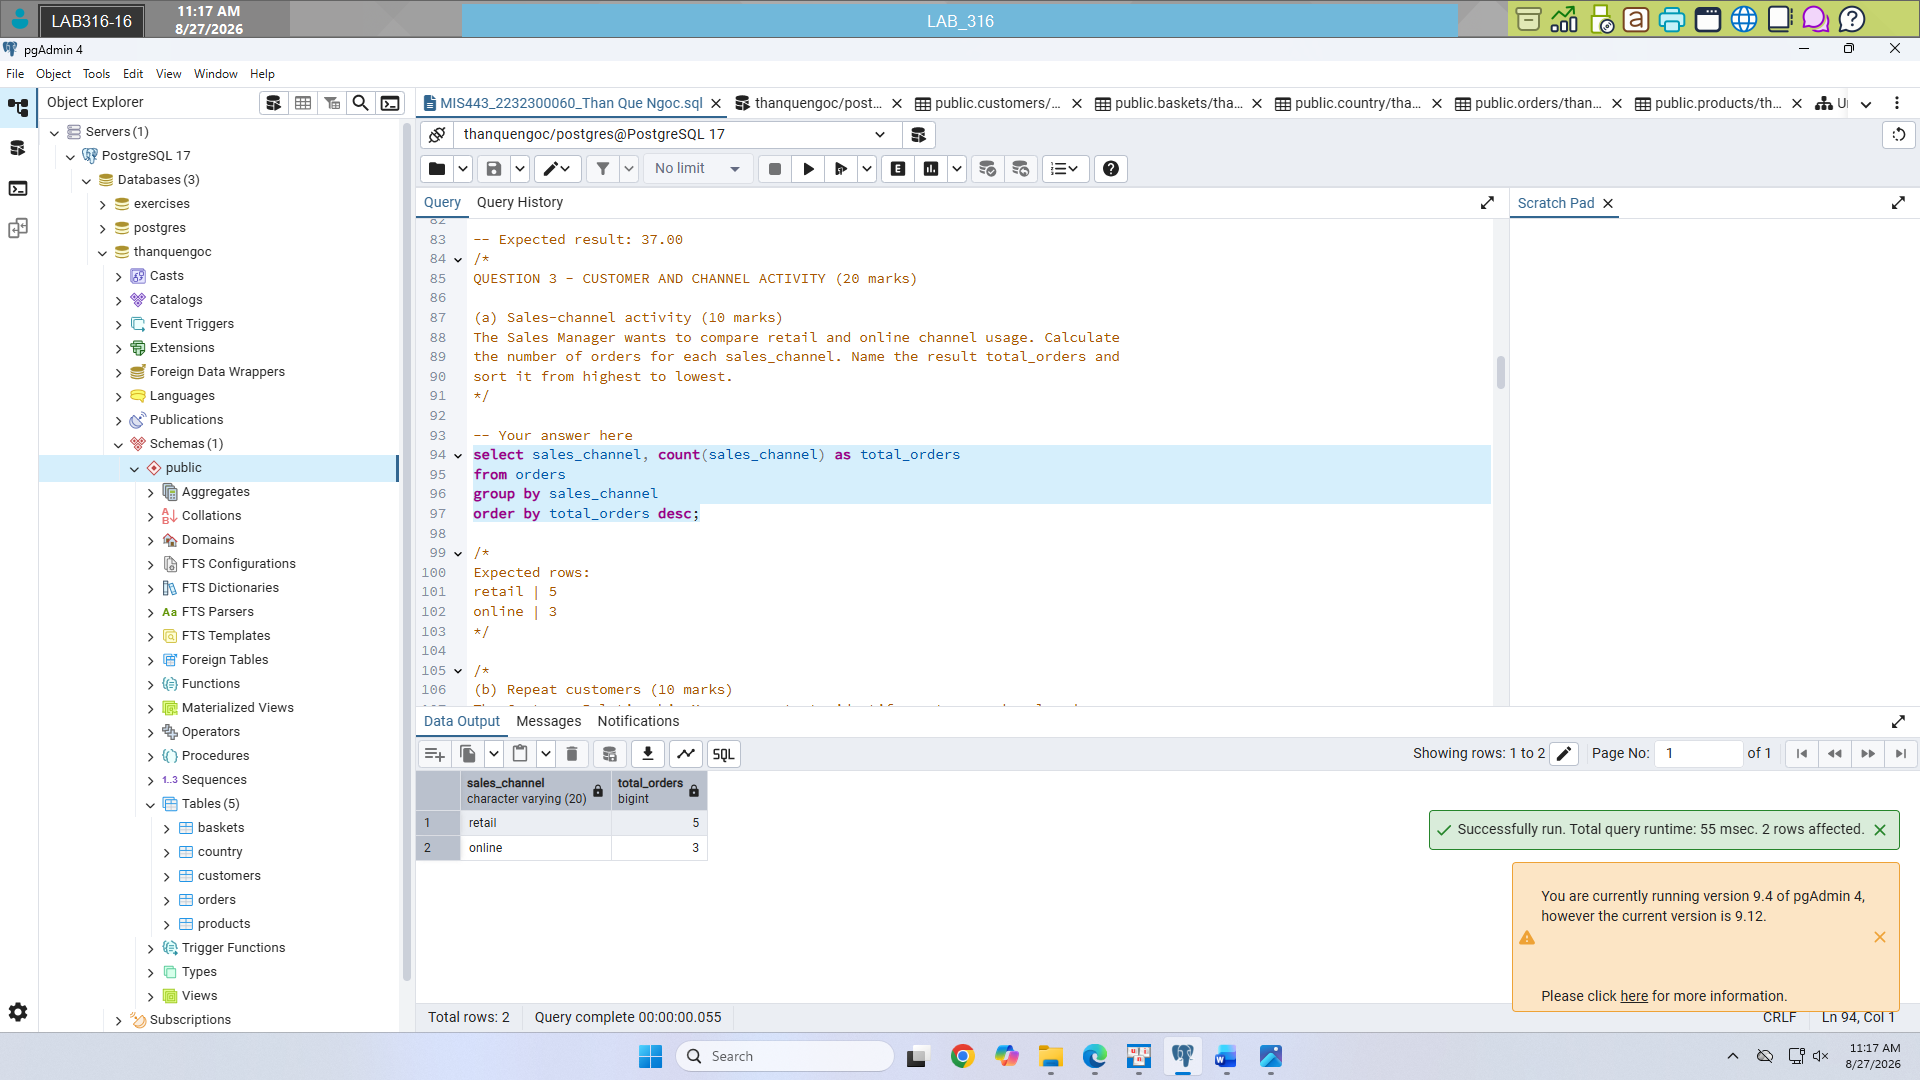 LAB316-16
11:17 AM
8/27/2026
LAB_316
pgAdmin 4
File Object Tools Edit View Window Help
Object Explorer
Servers (1)
PostgreSQL 17
Databases (3)
exercises
postgres
thanquengoc
Casts
Catalogs
Event Triggers
Extensions
Foreign Data Wrappers
Languages
Publications
Schemas (1)
public
Aggregates
Collations
Domains
FTS Configurations
FTS Dictionaries
Aa FTS Parsers
FTS Templates
Foreign Tables
Functions
Materialized Views
Operators
Procedures
1..3 Sequences
Tables (5)
baskets
country
customers
orders
products
Trigger Functions
Types
Views
Subscriptions
MIS443_2232300060_Than Que Ngoc.sql
thanquengoc/post...
public.customers/...
public.baskets/tha...
public.country/tha...
public.orders/than...
public.products/th...
thanquengoc/postgres@PostgreSQL 17
No limit
Query Query History
Scratch Pad
82
83 -- Expected result: 37.00
84 /*
85 QUESTION 3 - CUSTOMER AND CHANNEL ACTIVITY (20 marks)
86
87 (a) Sales-channel activity (10 marks)
88 The Sales Manager wants to compare retail and online channel usage. Calculate
89 the number of orders for each sales_channel. Name the result total_orders and
90 sort it from highest to lowest.
91 */
92
93 -- Your answer here
94 select sales_channel, count(sales_channel) as total_orders
95 from orders
96 group by sales_channel
97 order by total_orders desc;
98
99 /*
100 Expected rows:
101 retail | 5
102 online | 3
103 */
104
105 /*
106 (b) Repeat customers (10 marks)
Data Output Messages Notifications
SQL
Showing rows: 1 to 2
Page No: 1 of 1
sales_channel
character varying (20)
total_orders
bigint
1 retail 5
2 online 3
Successfully run. Total query runtime: 55 msec. 2 rows affected.
You are currently running version 9.4 of pgAdmin 4,
however the current version is 9.12.
Please click here for more information.
Total rows: 2 Query complete 00:00:00.055
CRLF Ln 94, Col 1
Search
11:17 AM
8/27/2026